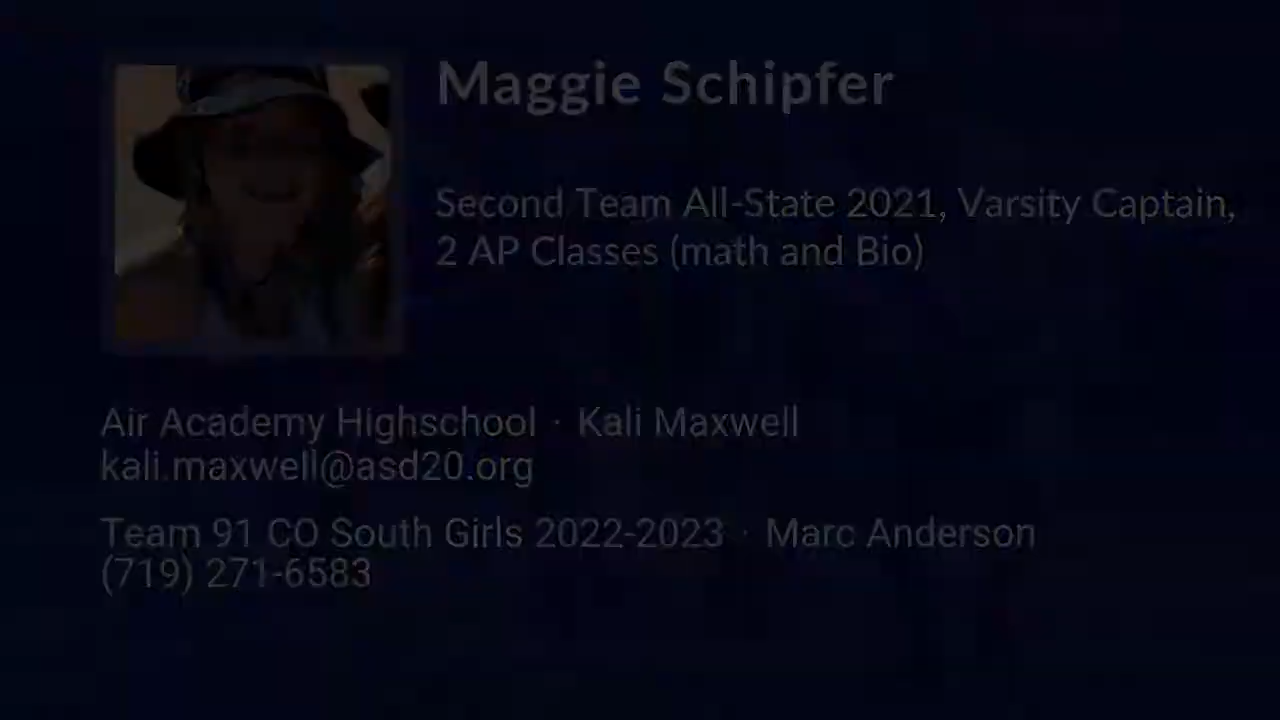 Maggie Schipfer
Second Team All-State 2021, Varsity Captain,
2 AP Classes (math and Bio)
Air Academy Highschool · Kali Maxwell
kali.maxwell@asd20.org
Team 91 CO South Girls 2022-2023 · Marc Anderson
(719) 271-6583